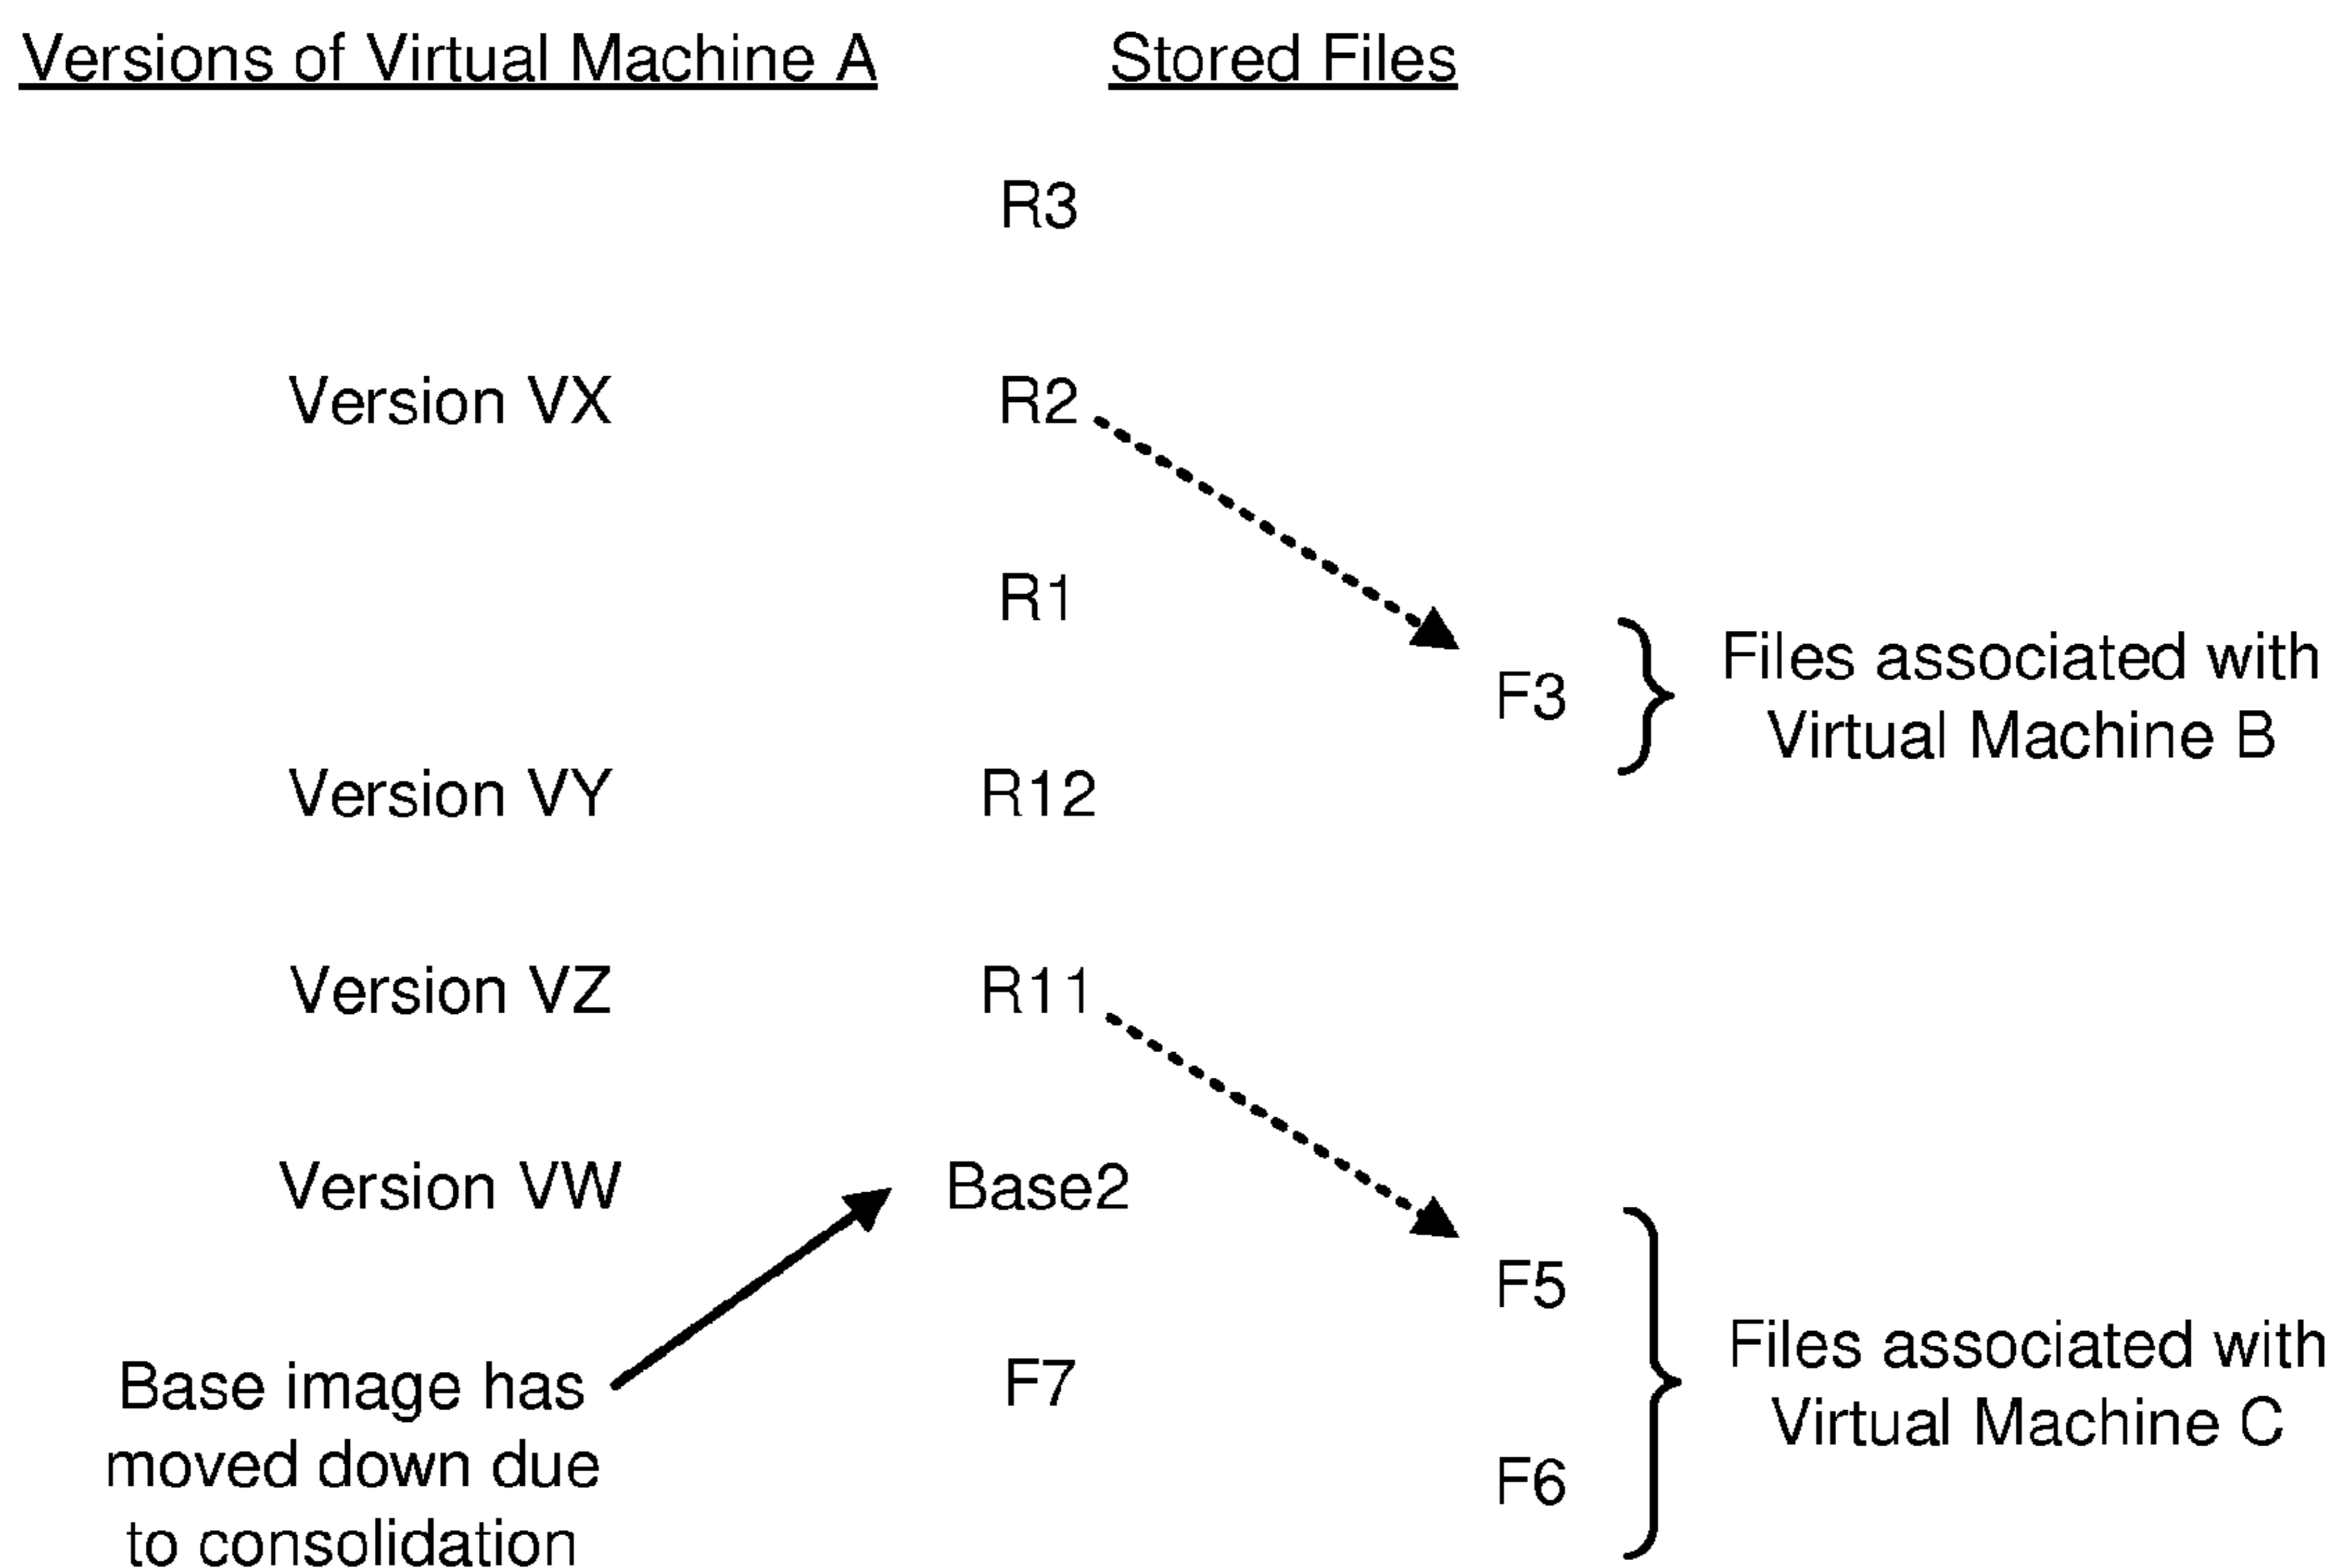 Versions of Virtual Machine A
Stored Files
R3
Version VX
R2
R1
F3
Files associated with
Virtual Machine B
Version VY
R12
Version VZ
R11
Version VW
Base2
F5
Base image has
moved down due
to consolidation
F7
F6
Files associated with
Virtual Machine C